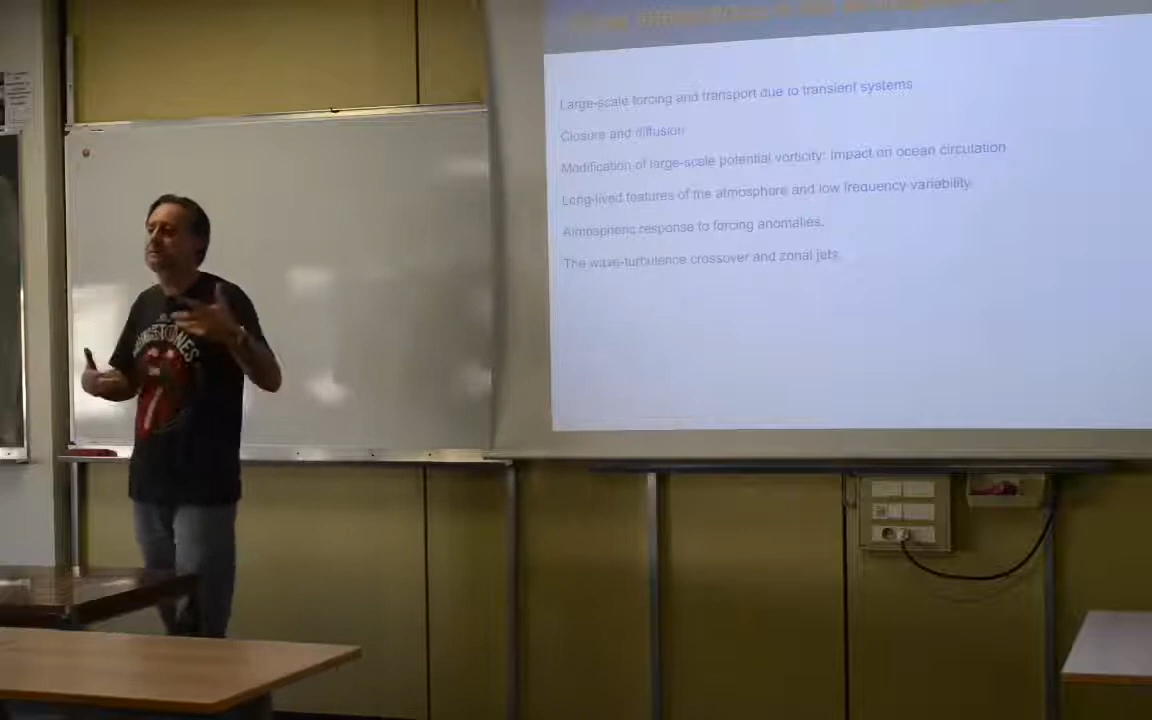 Large-scale forcing and transport due to transient systems
Closure and diffusion
Modification of large-scale potential vorticity: Impact on ocean circulation
Long-lived features of the atmosphere and low frequency variability
Atmospheric response to forcing anomalies.
The wave-turbulence crossover and zonal jets.